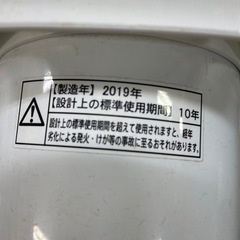 【製造年】2019年
【設計上の標準使用期間】10年
設計上の標準使用期間を超えて使用されますと、経年
劣化による発火・けが等の事故に至るおそれがあります。